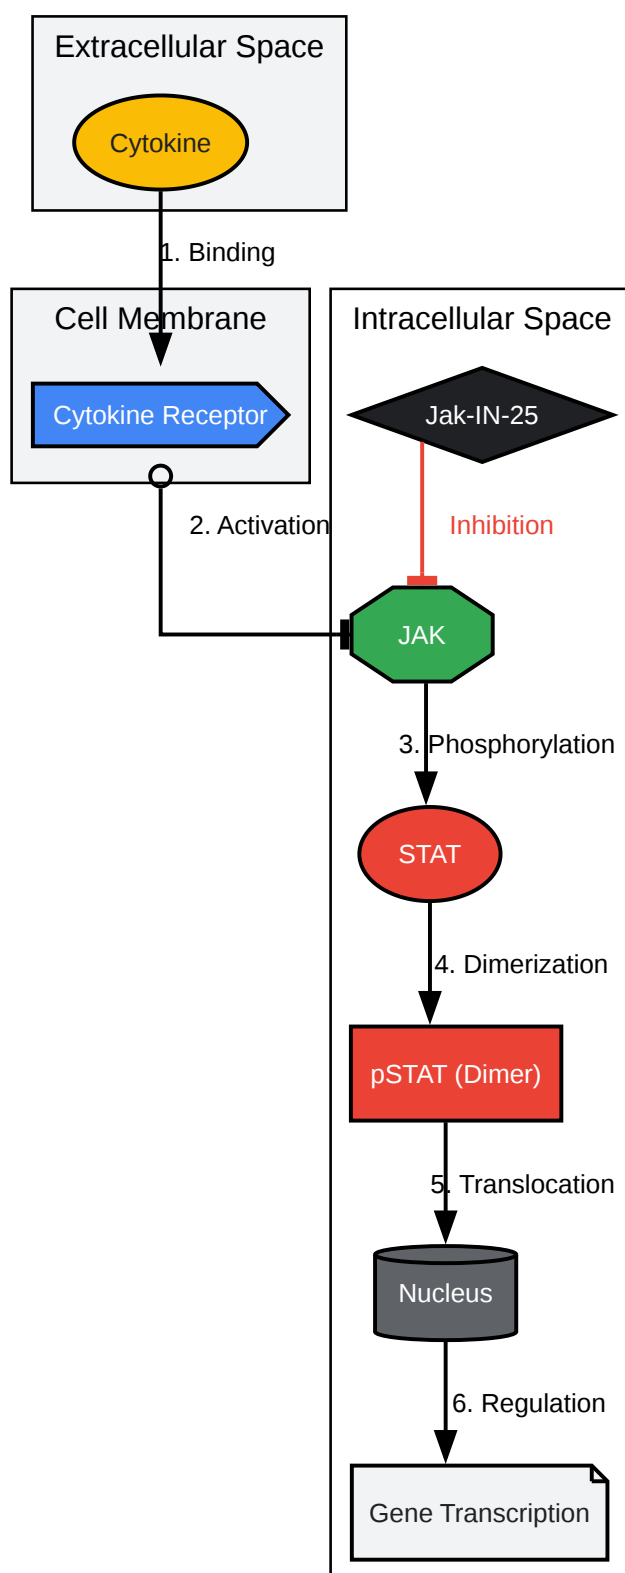 Extracellular Space
Cytokine
1. Binding
Cell Membrane
Cytokine Receptor
2. Activation
Intracellular Space
Jak-IN-25
Inhibition
JAK
3. Phosphorylation
STAT
4. Dimerization
pSTAT (Dimer)
5. Translocation
Nucleus
6. Regulation
Gene Transcription